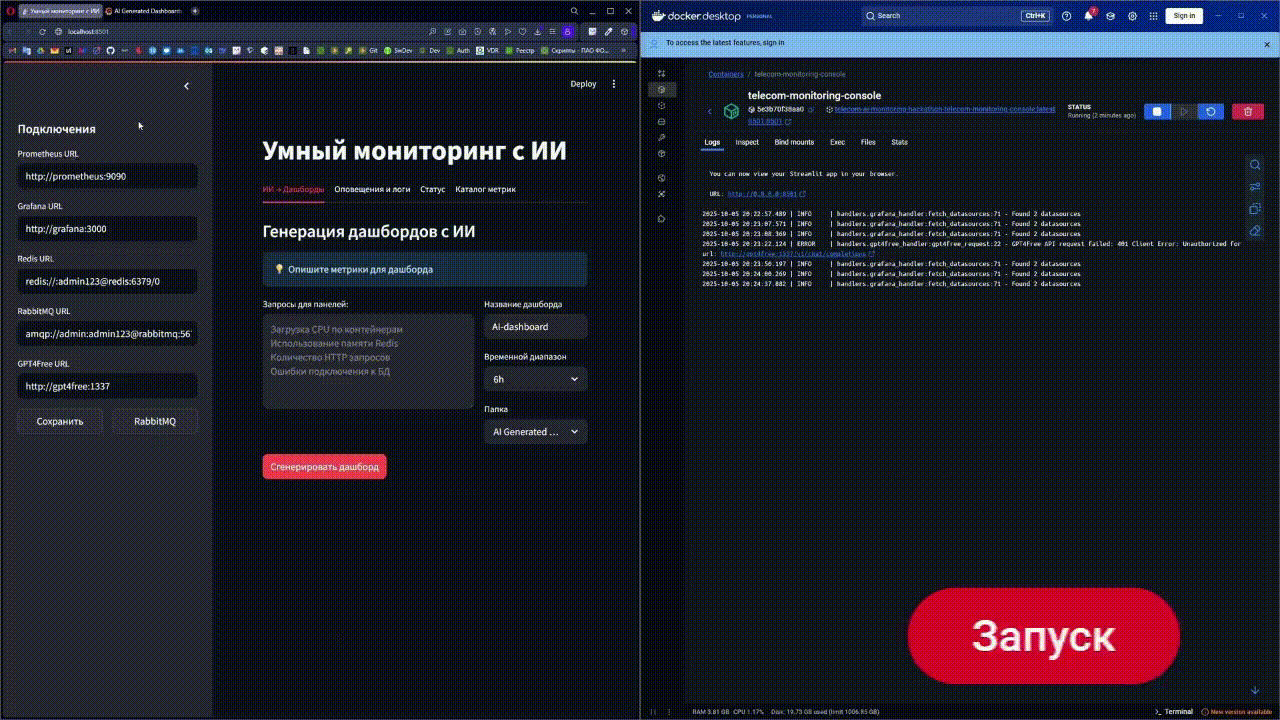 Умный мониторинг с ИИ
AI Generated Dashboard
localhost:8501
Git
SwDev
Dev
Auth
VDR
Реестр
Скрипты - ПАО ФО...
Deploy
Подключения
Prometheus URL
http://prometheus:9090
Grafana URL
http://grafana:3000
Redis URL
redis://:admin123@redis:6379/0
RabbitMQ URL
amqp://admin:admin123@rabbitmq:567
GPT4Free URL
http://gpt4free:1337
Сохранить
RabbitMQ
Умный мониторинг с ИИ
ИИ → Дашборды
Оповещения и логи
Статус
Каталог метрик
Генерация дашбордов с ИИ
💡 Опишите метрики для дашборда
Запросы для панелей:
Загрузка CPU по контейнерам
Использование памяти Redis
Количество HTTP запросов
Ошибки подключения к БД
Название дашборда
AI-dashboard
Временной диапазон
6h
Папка
AI Generated ...
Сгенерировать дашборд
docker.desktop PERSONAL
Search
Ctrl+K
Sign in
To access the latest features, sign in
Containers / telecom-monitoring-console
telecom-monitoring-console
5e3b70f38aa0
telecom-ai-monitoring-hackathon-telecom-monitoring-console:latest
8501:8501
STATUS
Running (2 minutes ago)
Logs
Inspect
Bind mounts
Exec
Files
Stats
You can now view your Streamlit app in your browser.
URL: http://0.0.0.0:8501
2025-10-05 20:22:57.489 | INFO | handlers.grafana_handler:fetch_datasources:71 - Found 2 datasources
2025-10-05 20:23:07.571 | INFO | handlers.grafana_handler:fetch_datasources:71 - Found 2 datasources
2025-10-05 20:23:08.369 | INFO | handlers.grafana_handler:fetch_datasources:71 - Found 2 datasources
2025-10-05 20:23:22.124 | ERROR | handlers.gpt4free_handler:gpt4free_request:22 - GPT4Free API request failed: 401 Client Error: Unauthorized for
url: http://gpt4free:1337/v1/chat/completions
2025-10-05 20:23:50.197 | INFO | handlers.grafana_handler:fetch_datasources:71 - Found 2 datasources
2025-10-05 20:24:00.269 | INFO | handlers.grafana_handler:fetch_datasources:71 - Found 2 datasources
2025-10-05 20:24:37.882 | INFO | handlers.grafana_handler:fetch_datasources:71 - Found 2 datasources
Запуск
RAM 3.81 GB CPU 1.17% Disk: 19.73 GB used (limit 1006.85 GB)
Terminal
New version available